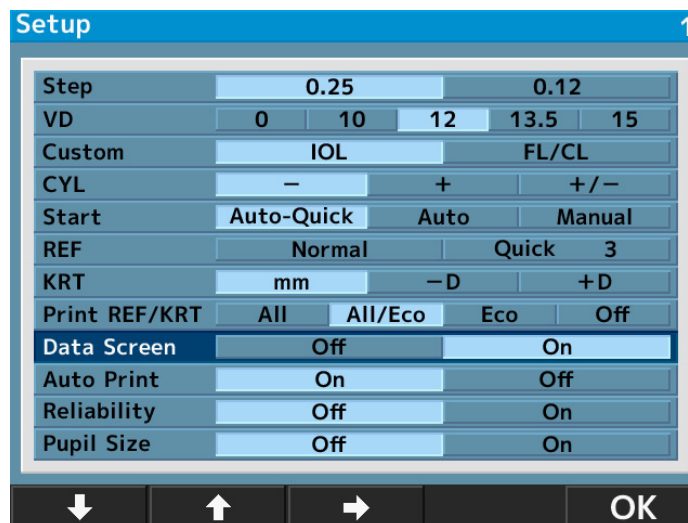 Setup 1
Step 0.25 0.12
VD 0 10 12 13.5 15
Custom IOL FL/CL
CYL − + +/−
Start Auto-Quick Auto Manual
REF Normal Quick 3
KRT mm −D +D
Print REF/KRT All All/Eco Eco Off
Data Screen Off On
Auto Print On Off
Reliability Off On
Pupil Size Off On
OK